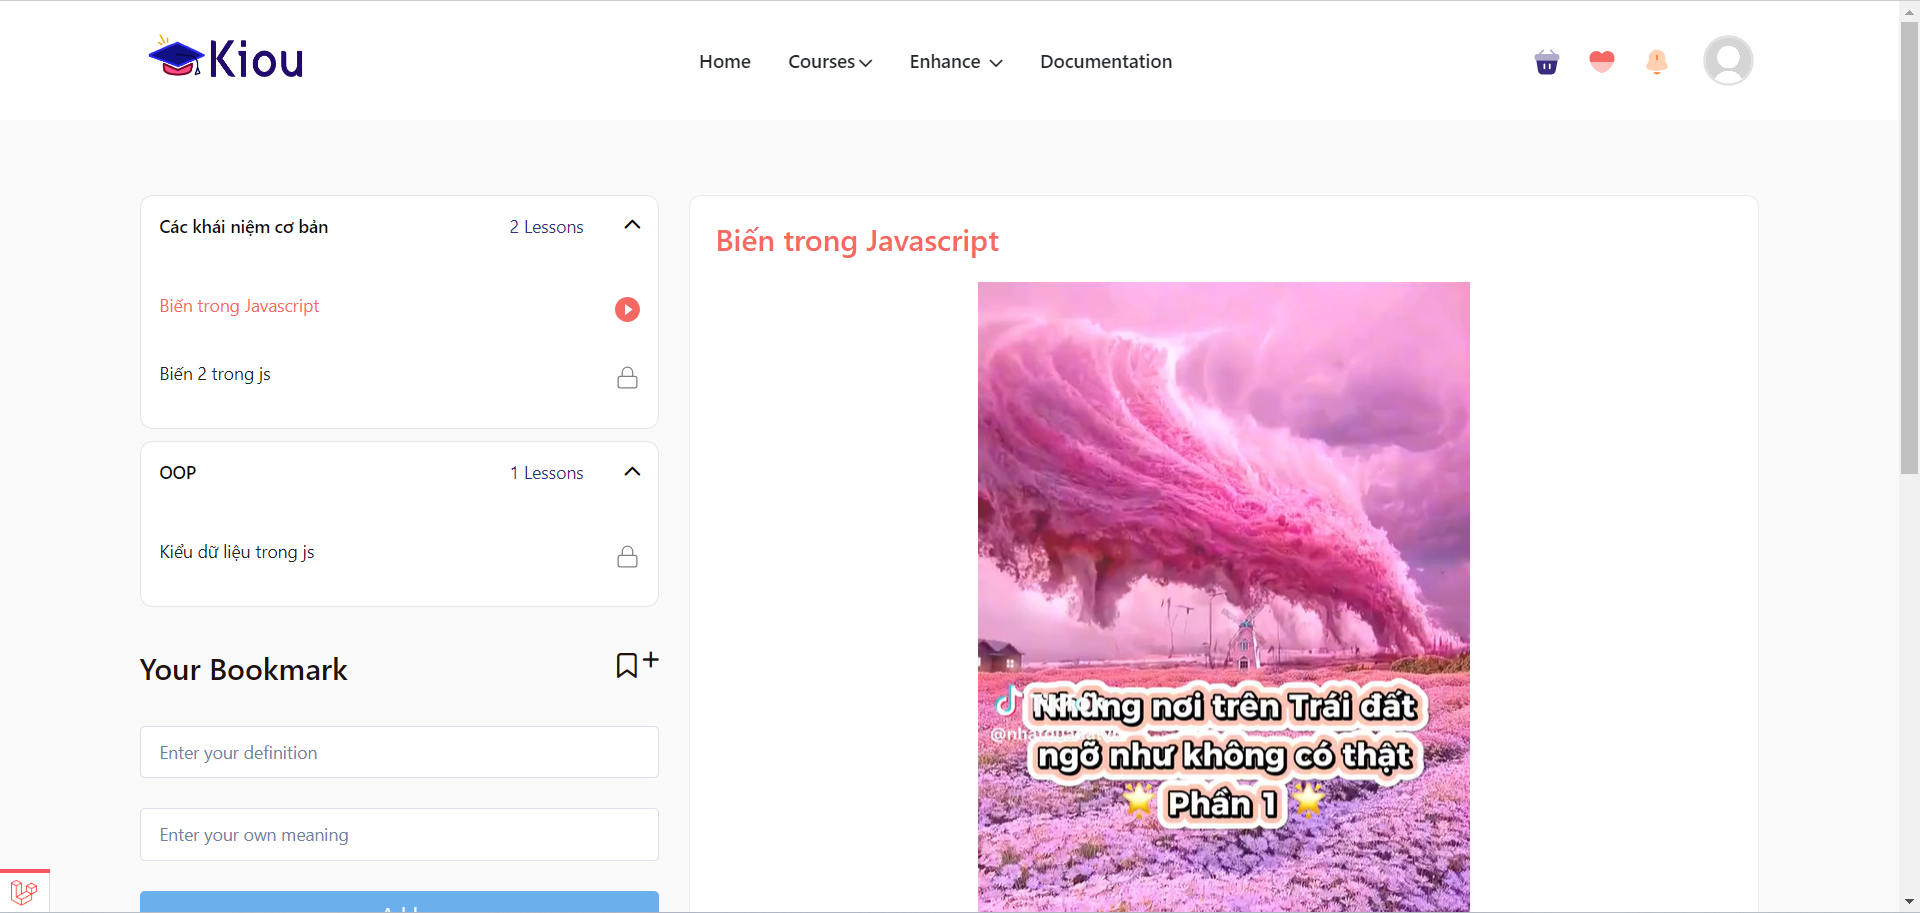 Kiou
Home
Courses
Enhance
Documentation
Các khái niệm cơ bản
2 Lessons
Biến trong Javascript
Biến 2 trong js
OOP
1 Lessons
Kiểu dữ liệu trong js
Your Bookmark
Enter your definition
Enter your own meaning
Biến trong Javascript
Những nơi trên Trái đất
ngỡ như không có thật
Phần 1